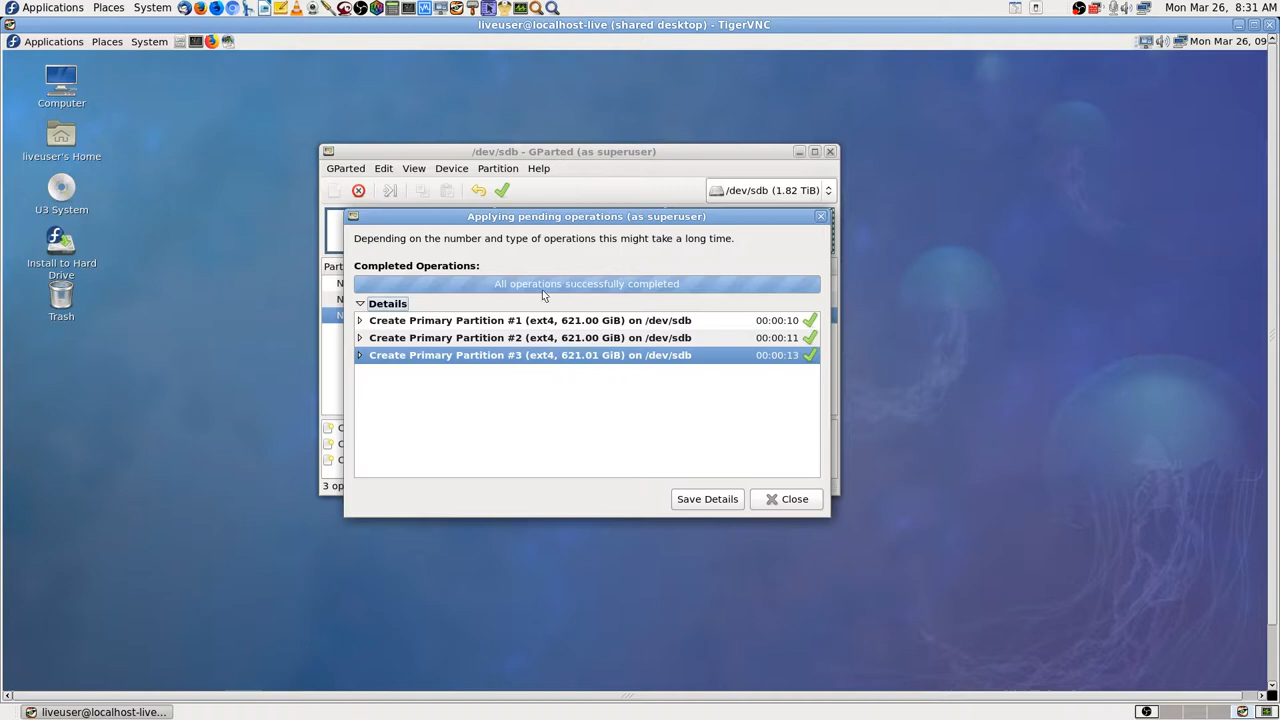 Applications Places System Mon Mar 26, 8:31 AM
liveuser@localhost-live (shared desktop) - TigerVNC
Applications Places System Mon Mar 26, 09
Computer
liveuser's Home
U3 System
Install to Hard
Drive
Trash
/dev/sdb - GParted (as superuser)
GParted Edit View Device Partition Help
/dev/sdb (1.82 TiB)
Applying pending operations (as superuser)
Depending on the number and type of operations this might take a long time.
Completed Operations:
All operations successfully completed
Details
Create Primary Partition #1 (ext4, 621.00 GiB) on /dev/sdb 00:00:10
Create Primary Partition #2 (ext4, 621.00 GiB) on /dev/sdb 00:00:11
Create Primary Partition #3 (ext4, 621.01 GiB) on /dev/sdb 00:00:13
Part
N
N
N
C
C
C
3 op
Save Details Close
liveuser@localhost-live...